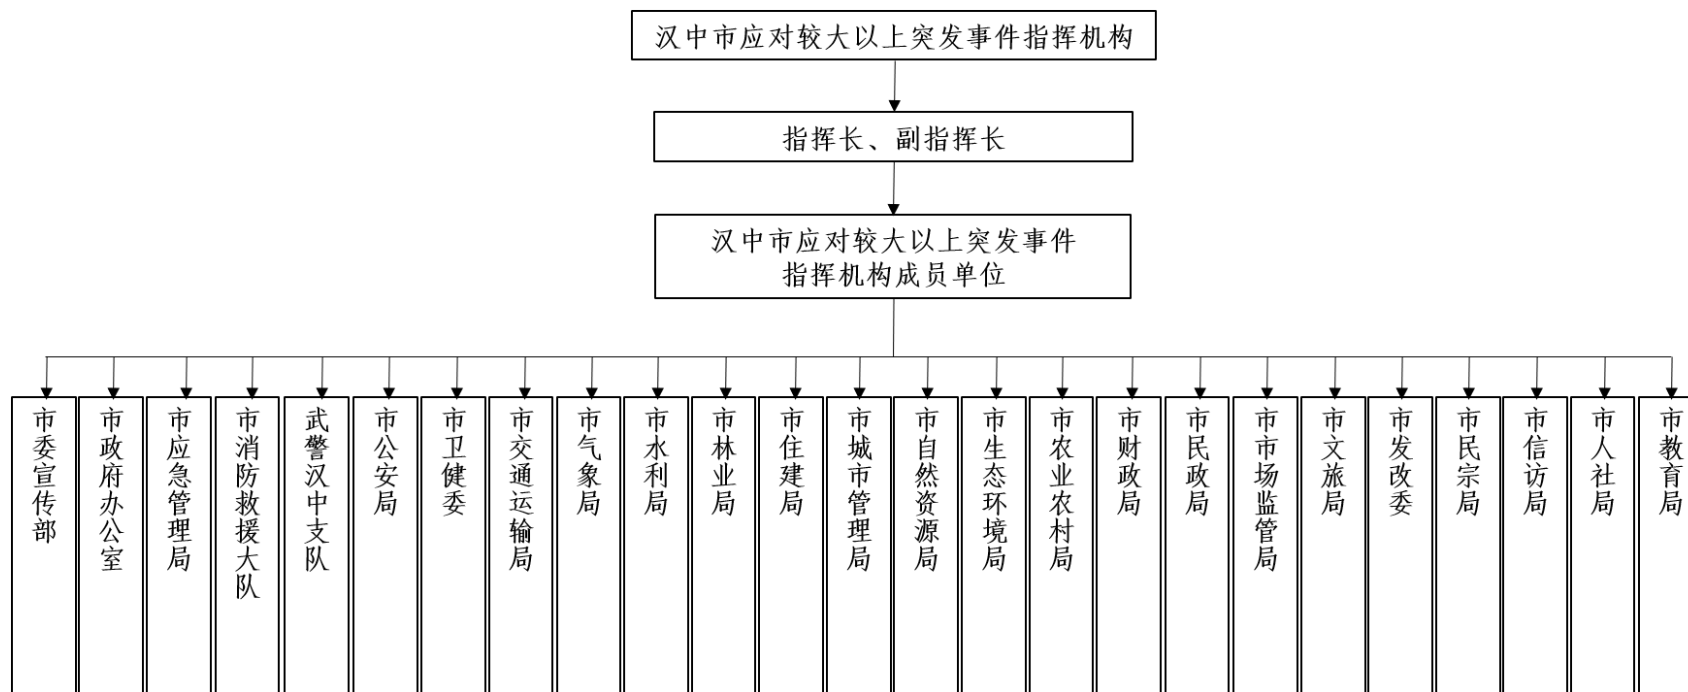 汉中市应对较大以上突发事件指挥机构
指挥长、副指挥长
汉中市应对较大以上突发事件
指挥机构成员单位
市委宣传部
市政府办公室
市应急管理局
市消防救援大队
武警汉中支队
市公安局
市卫健委
市交通运输局
市气象局
市水利局
市林业局
市住建局
市城市管理局
市自然资源局
市生态环境局
市农业农村局
市财政局
市民政局
市市场监管局
市文旅局
市发改委
市民宗局
市信访局
市人社局
市教育局